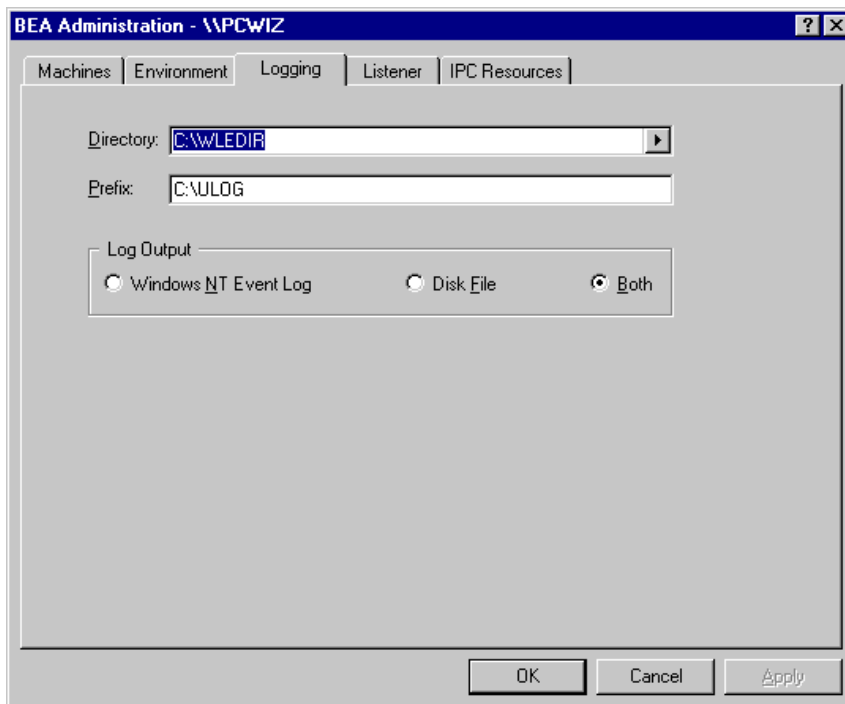 BEA Administration - \\PCWIZ
Machines Environment Logging Listener IPC Resources
Directory: C:\WLEDIR
Prefix: C:\ULOG
Log Output
Windows NT Event Log Disk File Both
OK Cancel Apply